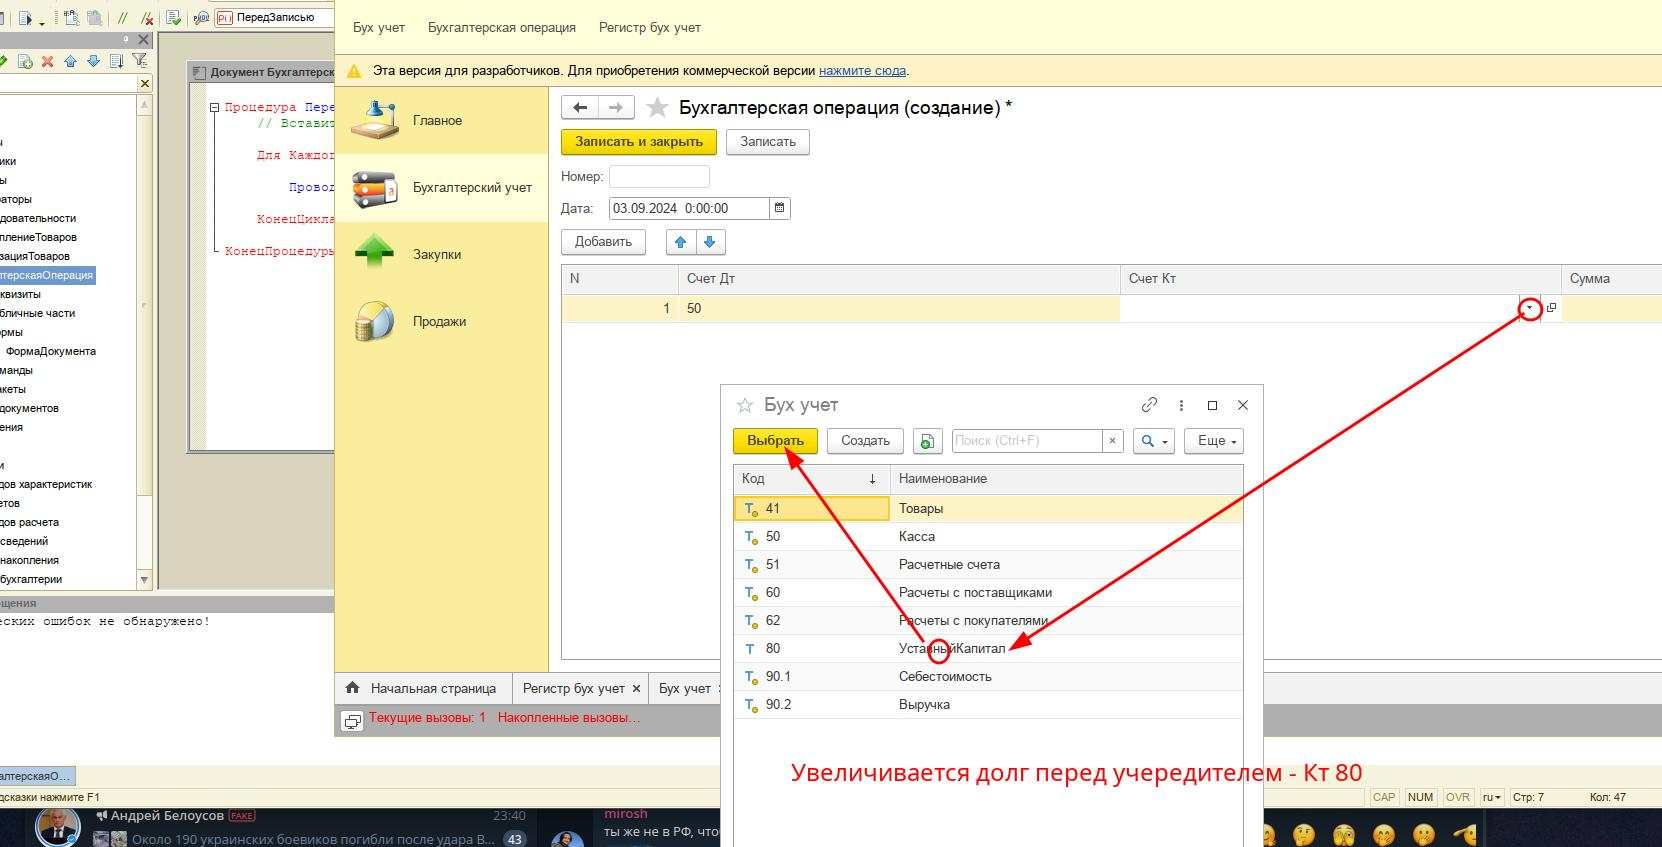 ПередЗаписью
Бух учет Бухгалтерская операция Регистр бух учет
Эта версия для разработчиков. Для приобретения коммерческой версии нажмите сюда.
Документ Бухгалтерск
Процедура Пере
// Вставит
Для Каждог
Провод
КонецЦикла
КонецПроцедуры
ики
ы
раторы
довательности
пление​Товаров
зацияТоваров
лтерскаяОперация
квизиты
бличные части
рмы
ФормаДокумента
манды
акеты
документов
ения
и
дов характеристик
етов
дов расчета
сведений
накопления
бухгалтерии
Главное
Бухгалтерский учет
Закупки
Продажи
Бухгалтерская операция (создание) *
Записать и закрыть Записать
Номер:
Дата: 03.09.2024 0:00:00
Добавить
N Счет Дт Счет Кт Сумма
1 50
Бух учет
Выбрать Создать Поиск (Ctrl+F) × Еще
Код ↓ Наименование
41 Товары
50 Касса
51 Расчетные счета
60 Расчеты с поставщиками
62 Расчеты с покупателями
80 УставныйКапитал
90.1 Себестоимость
90.2 Выручка
щения
еских ошибок не обнаружено!
Начальная страница Регистр бух учет × Бух учет
Текущие вызовы: 1 Накопленные вызовы…
Увеличивается долг перед учередителем - Кт 80
алтерскаяО…
дсказки нажмите F1
CAP NUM OVR ru Стр: 7 Кол: 47
Андрей Белоусов FAKE 23:40
Около 190 украинских боевиков погибли после удара В… 43
mirosh
ты же не в РФ, что